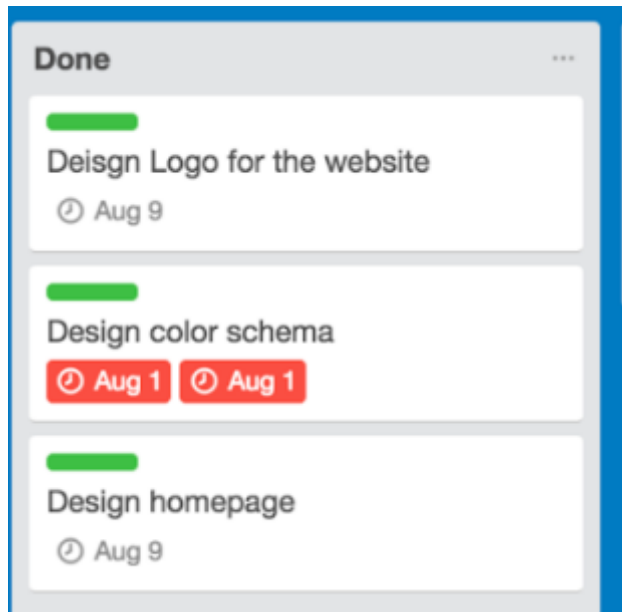 Done
Deisgn Logo for the website
Aug 9
Design color schema
Aug 1 Aug 1
Design homepage
Aug 9